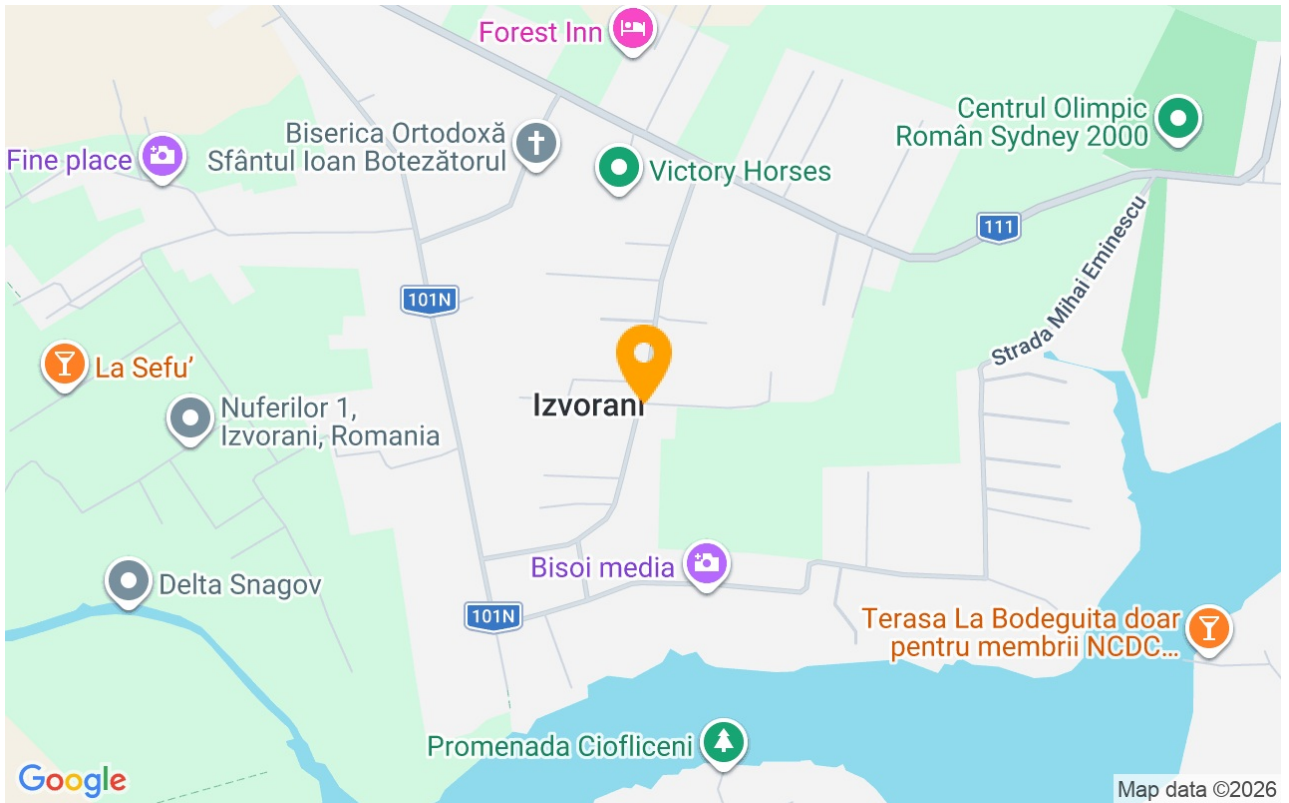 Forest Inn
Centrul Olimpic
Român Sydney 2000
Biserica Ortodoxă
Sfântul Ioan Botezătorul
Fine place
Victory Horses
111
Strada Mihai Eminescu
101N
La Sefu’
Izvorani
Nuferilor 1,
Izvorani, Romania
Bisoi media
Delta Snagov
101N
Terasa La Bodeguita doar
pentru membrii NCDC...
Promenada Ciofliceni
Google
Map data ©2026